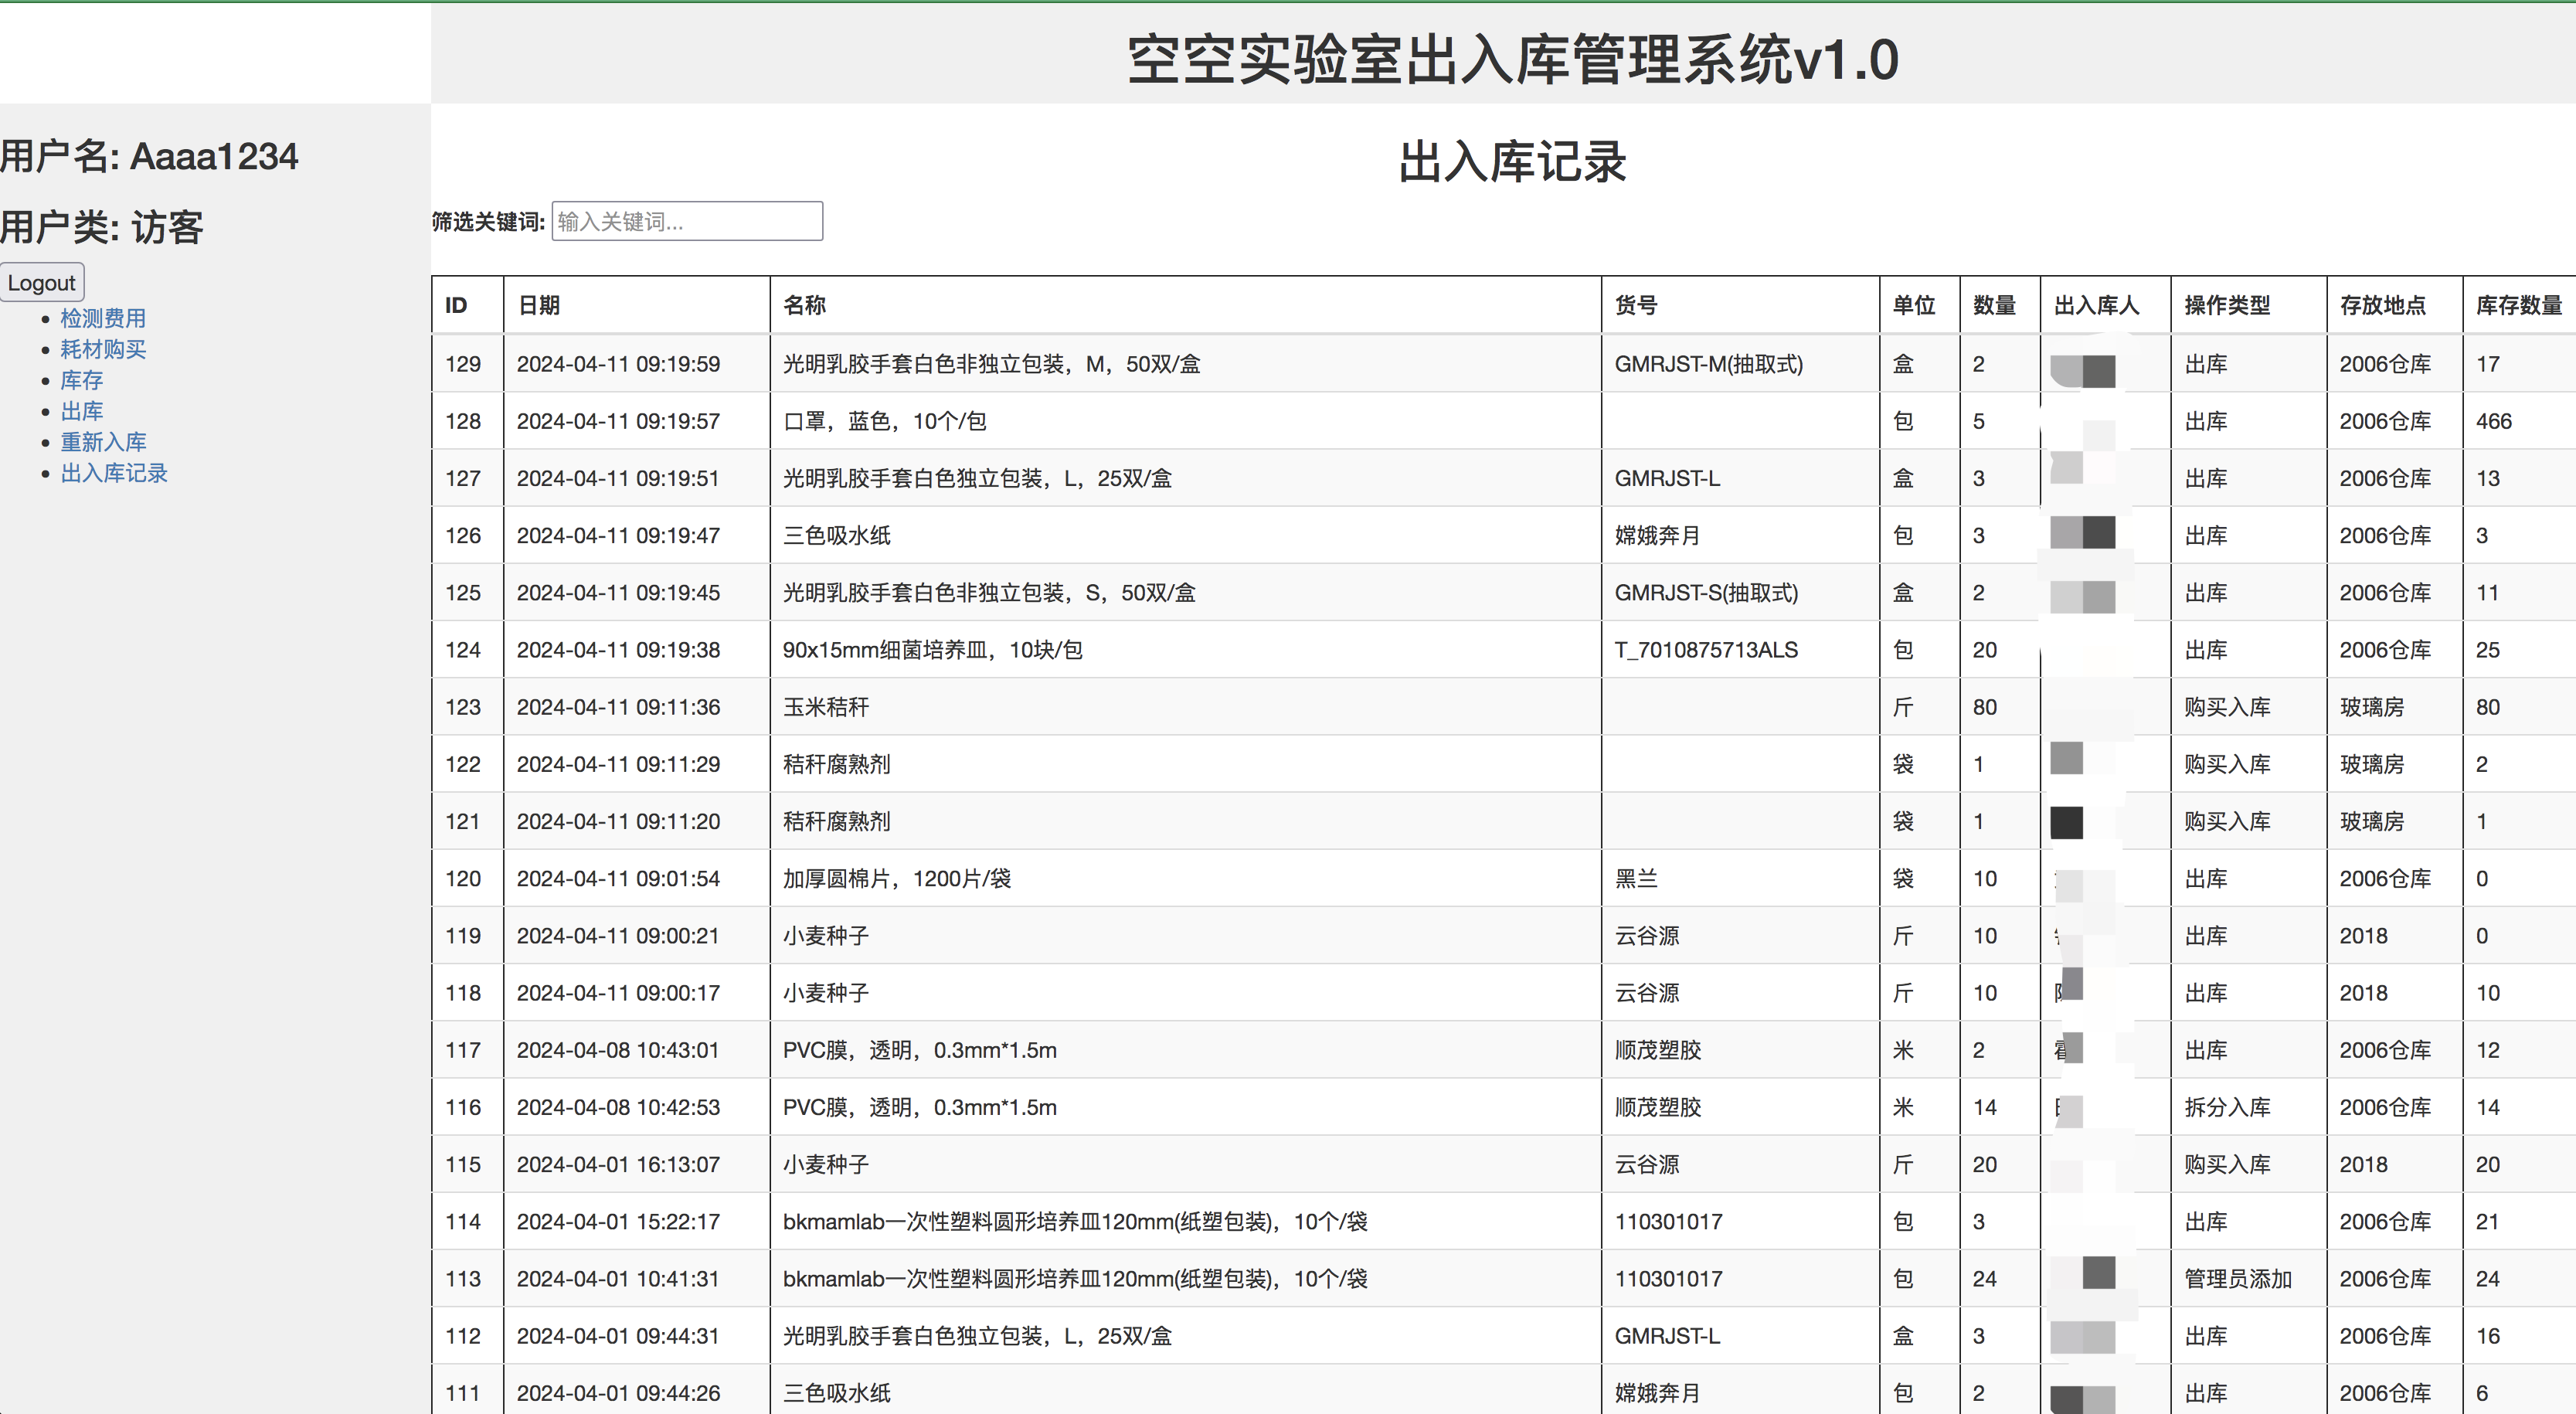 空空实验室出入库管理系统v1.0
用户名: Aaaa1234
用户类: 访客
Logout
检测费用
耗材购买
库存
出库
重新入库
出入库记录
出入库记录
筛选关键词: 输入关键词...
ID 日期 名称 货号 单位 数量 出入库人 操作类型 存放地点 库存数量
129 2024-04-11 09:19:59 光明乳胶手套白色非独立包装，M，50双/盒 GMRJST-M(抽取式) 盒 2 出库 2006仓库 17
128 2024-04-11 09:19:57 口罩，蓝色，10个/包 包 5 出库 2006仓库 466
127 2024-04-11 09:19:51 光明乳胶手套白色独立包装，L，25双/盒 GMRJST-L 盒 3 出库 2006仓库 13
126 2024-04-11 09:19:47 三色吸水纸 嫦娥奔月 包 3 出库 2006仓库 3
125 2024-04-11 09:19:45 光明乳胶手套白色非独立包装，S，50双/盒 GMRJST-S(抽取式) 盒 2 出库 2006仓库 11
124 2024-04-11 09:19:38 90x15mm细菌培养皿，10块/包 T_7010875713ALS 包 20 出库 2006仓库 25
123 2024-04-11 09:11:36 玉米秸秆 斤 80 购买入库 玻璃房 80
122 2024-04-11 09:11:29 秸秆腐熟剂 袋 1 购买入库 玻璃房 2
121 2024-04-11 09:11:20 秸秆腐熟剂 袋 1 购买入库 玻璃房 1
120 2024-04-11 09:01:54 加厚圆棉片，1200片/袋 黑兰 袋 10 出库 2006仓库 0
119 2024-04-11 09:00:21 小麦种子 云谷源 斤 10 出库 2018 0
118 2024-04-11 09:00:17 小麦种子 云谷源 斤 10 出库 2018 10
117 2024-04-08 10:43:01 PVC膜，透明，0.3mm*1.5m 顺茂塑胶 米 2 出库 2006仓库 12
116 2024-04-08 10:42:53 PVC膜，透明，0.3mm*1.5m 顺茂塑胶 米 14 拆分入库 2006仓库 14
115 2024-04-01 16:13:07 小麦种子 云谷源 斤 20 购买入库 2018 20
114 2024-04-01 15:22:17 bkmamlab一次性塑料圆形培养皿120mm(纸塑包装)，10个/袋 110301017 包 3 出库 2006仓库 21
113 2024-04-01 10:41:31 bkmamlab一次性塑料圆形培养皿120mm(纸塑包装)，10个/袋 110301017 包 24 管理员添加 2006仓库 24
112 2024-04-01 09:44:31 光明乳胶手套白色独立包装，L，25双/盒 GMRJST-L 盒 3 出库 2006仓库 16
111 2024-04-01 09:44:26 三色吸水纸 嫦娥奔月 包 2 出库 2006仓库 6